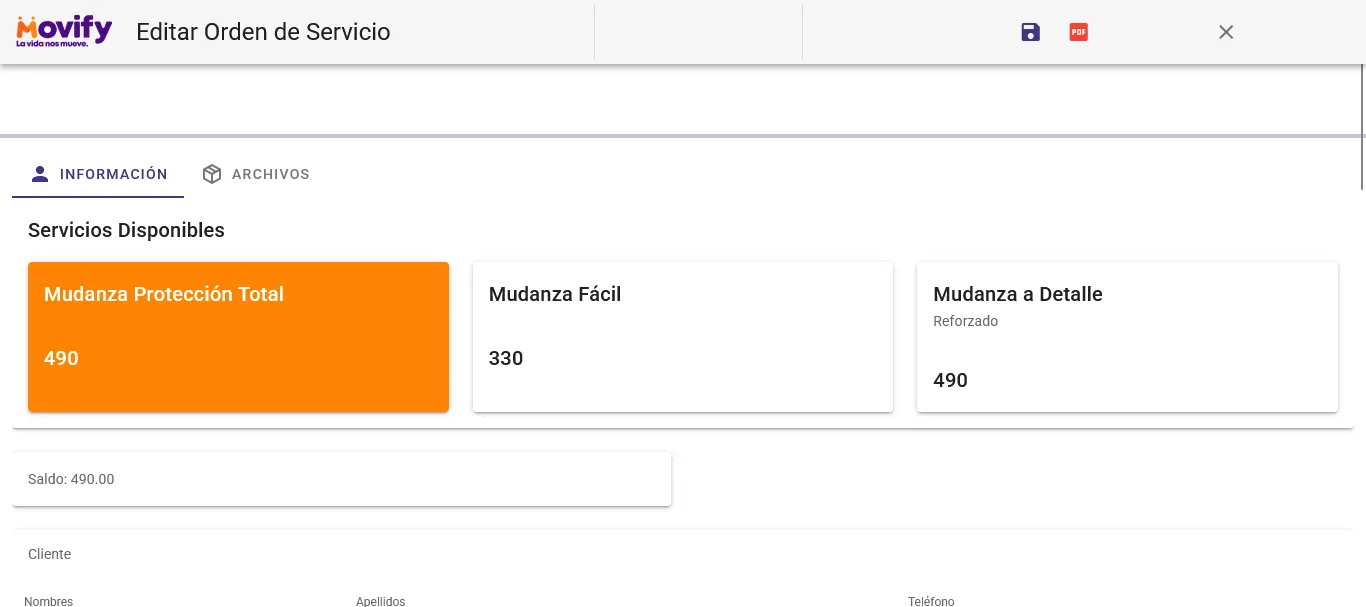 Movify
La vida nos mueve.
Editar Orden de Servicio
PDF
INFORMACIÓN
ARCHIVOS
Servicios Disponibles
Mudanza Protección Total
490
Mudanza Fácil
330
Mudanza a Detalle
Reforzado
490
Saldo: 490.00
Cliente
Nombres
Apellidos
Teléfono